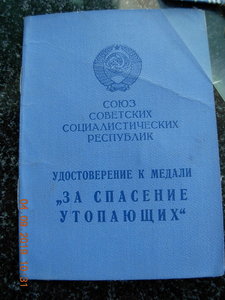 СОЮЗ
СОВЕТСКИХ
СОЦИАЛИСТИЧЕСКИХ
РЕСПУБЛИК
УДОСТОВЕРЕНИЕ К МЕДАЛИ
„ЗА СПАСЕНИЕ
УТОПАЮЩИХ“